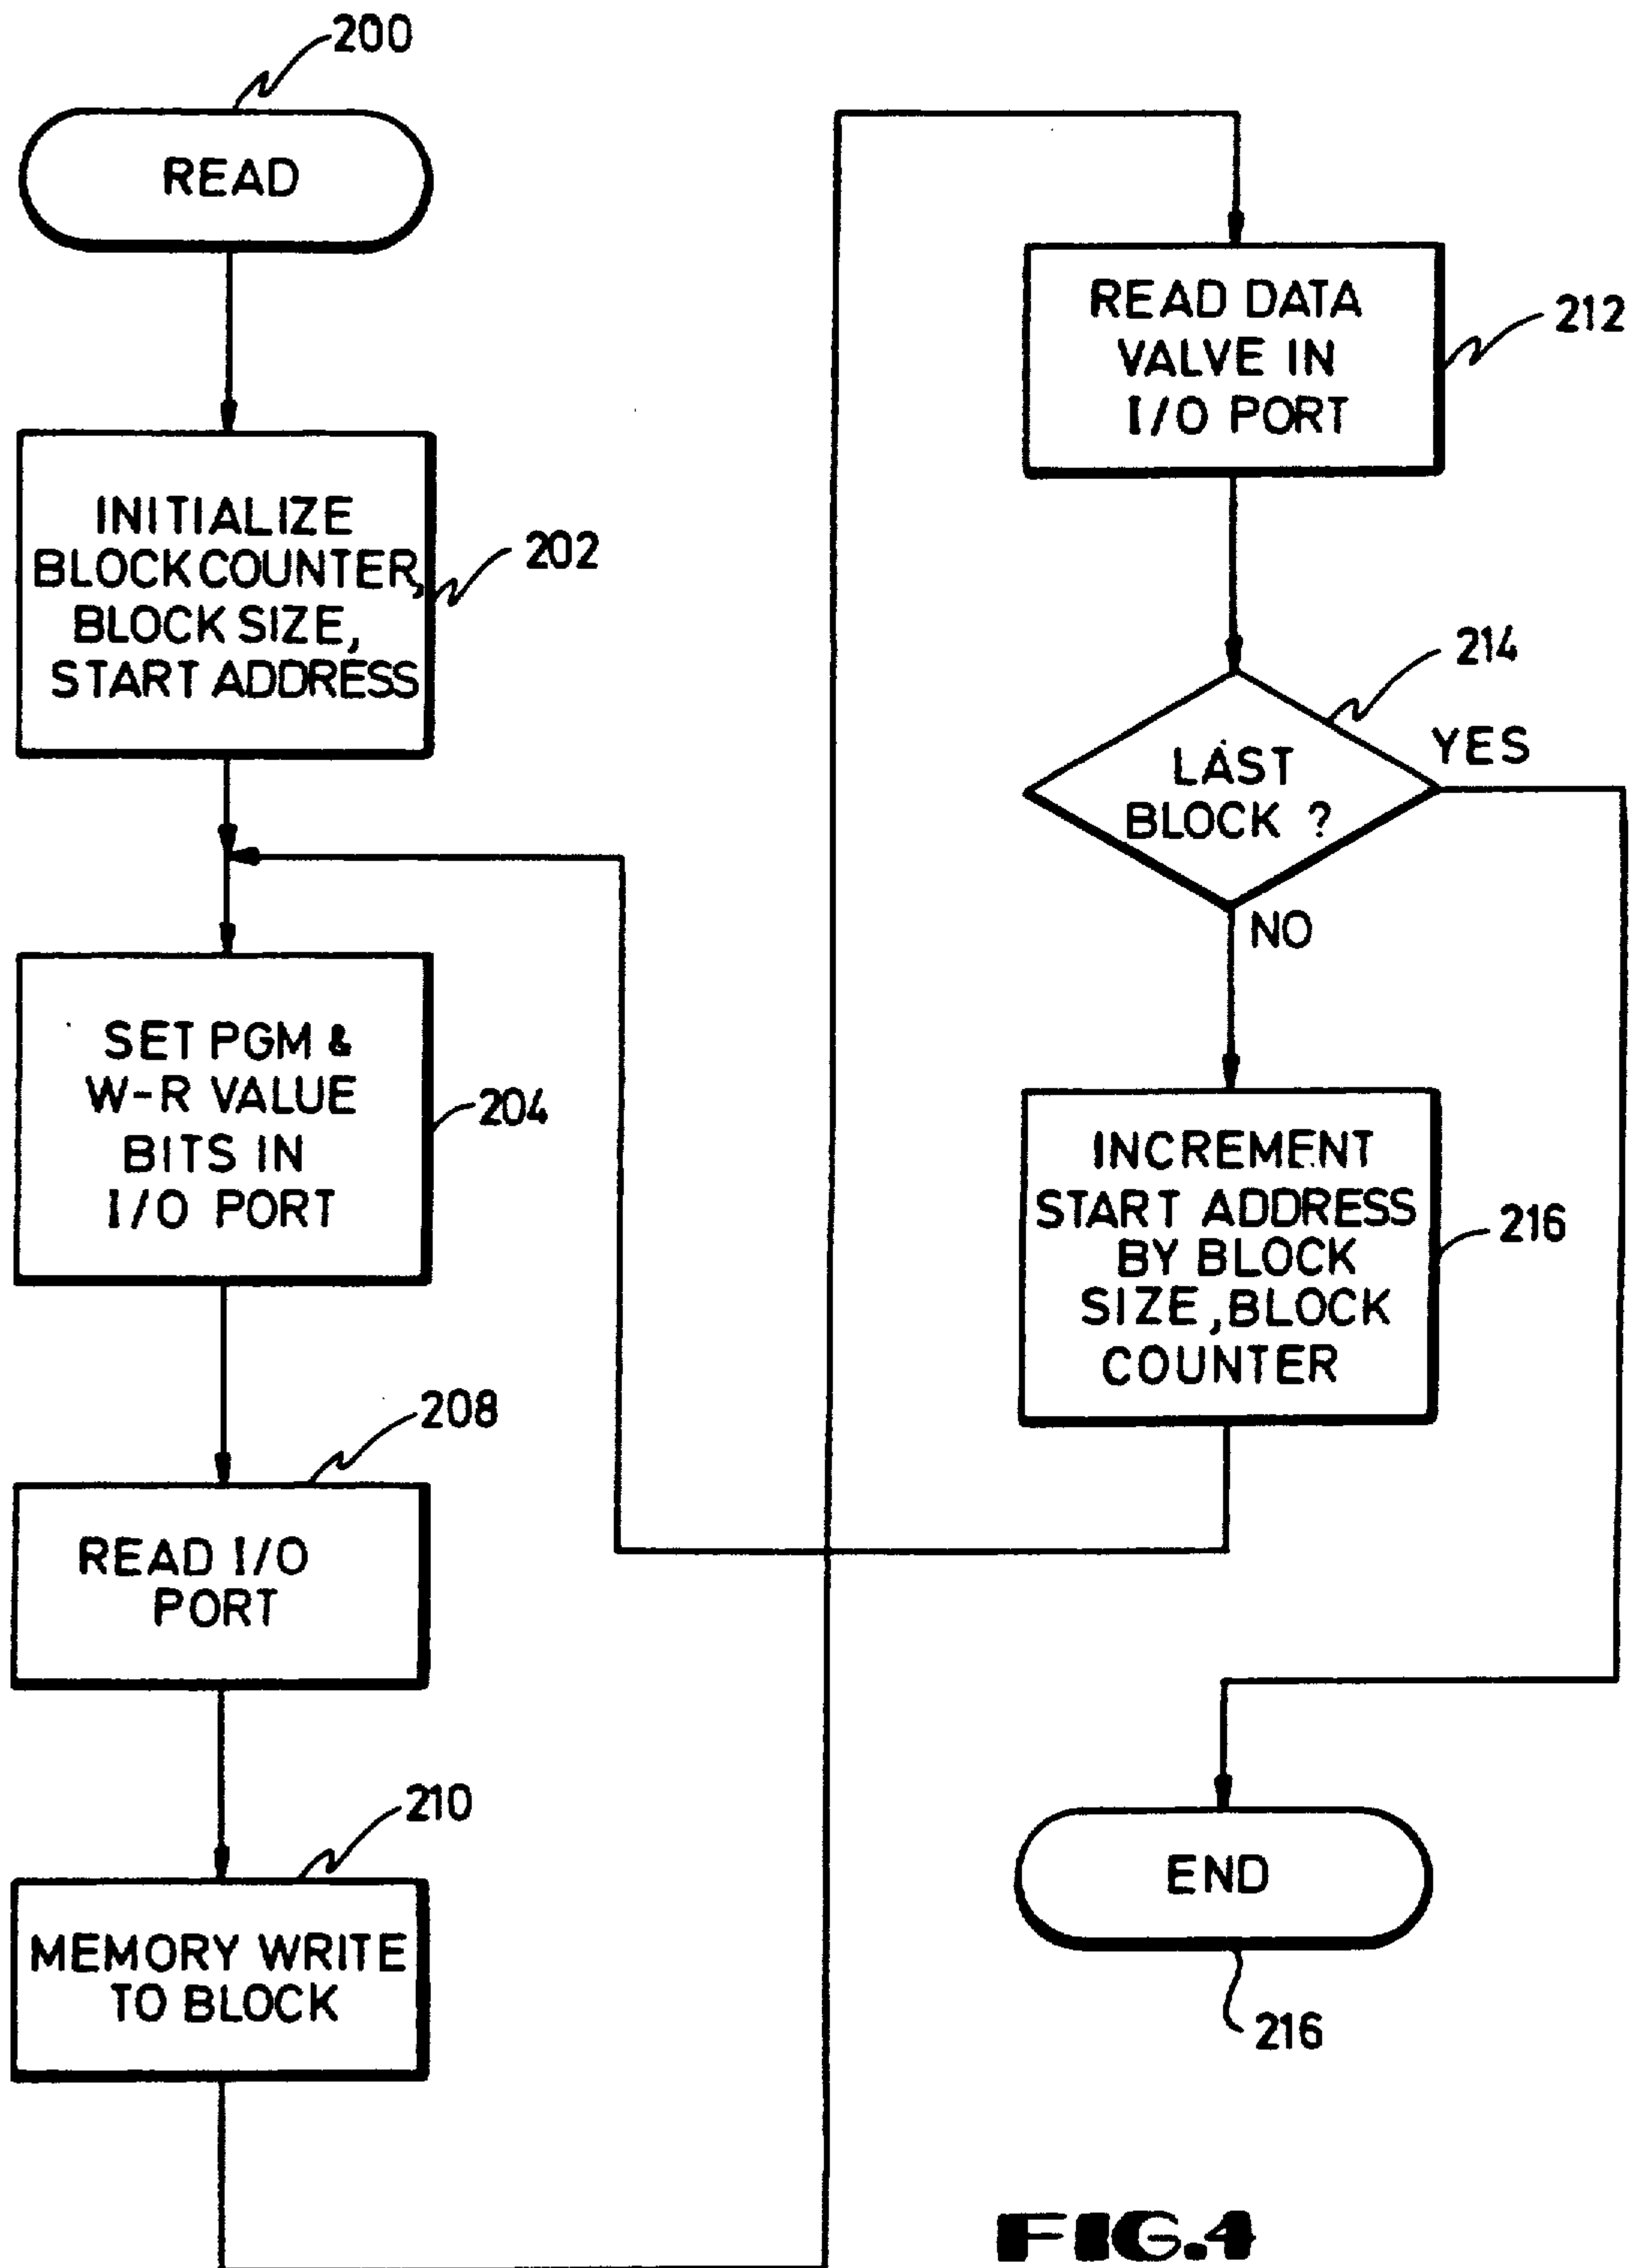 200
READ
INITIALIZE
BLOCK COUNTER,
BLOCK SIZE,
START ADDRESS
202
SET PGM &
W-R VALUE
BITS IN
I/O PORT
204
208
READ I/O
PORT
210
MEMORY WRITE
TO BLOCK
READ DATA
VALVE IN
I/O PORT
212
214
LAST
BLOCK ?
YES
NO
INCREMENT
START ADDRESS
BY BLOCK
SIZE, BLOCK
COUNTER
216
END
216
FIG.4